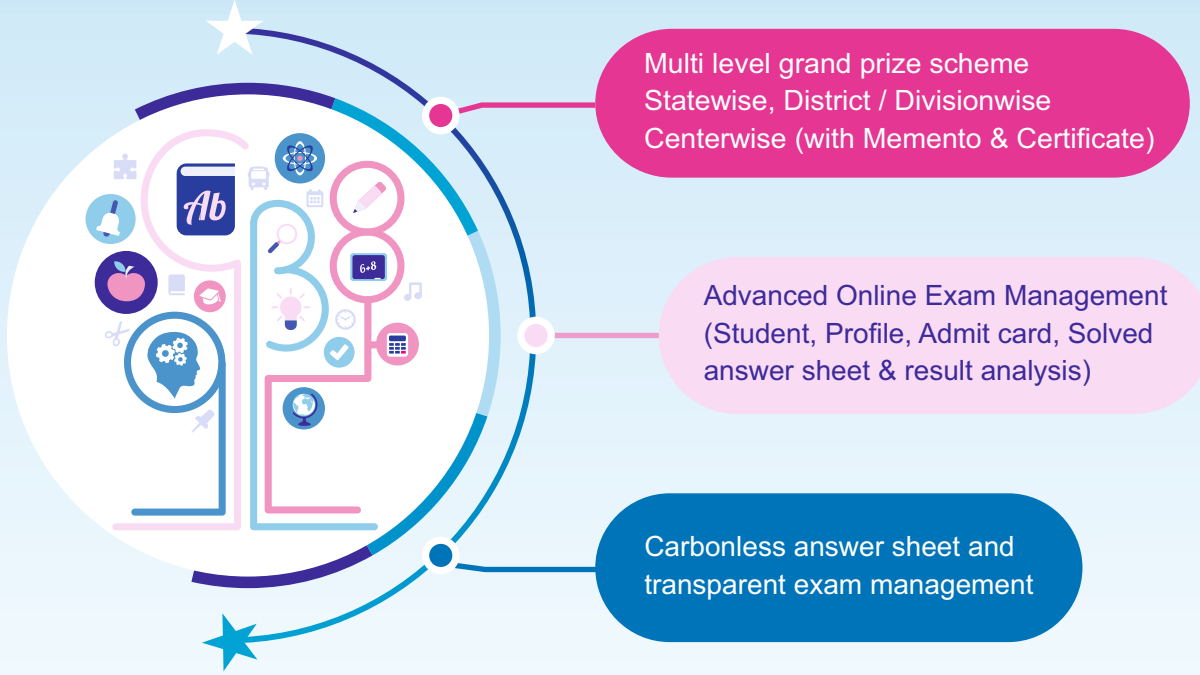 Ab
6+8
Multi level grand prize scheme
Statewise, District / Divisionwise
Centerwise (with Memento & Certificate)
Advanced Online Exam Management
(Student, Profile, Admit card, Solved
answer sheet & result analysis)
Carbonless answer sheet and
transparent exam management